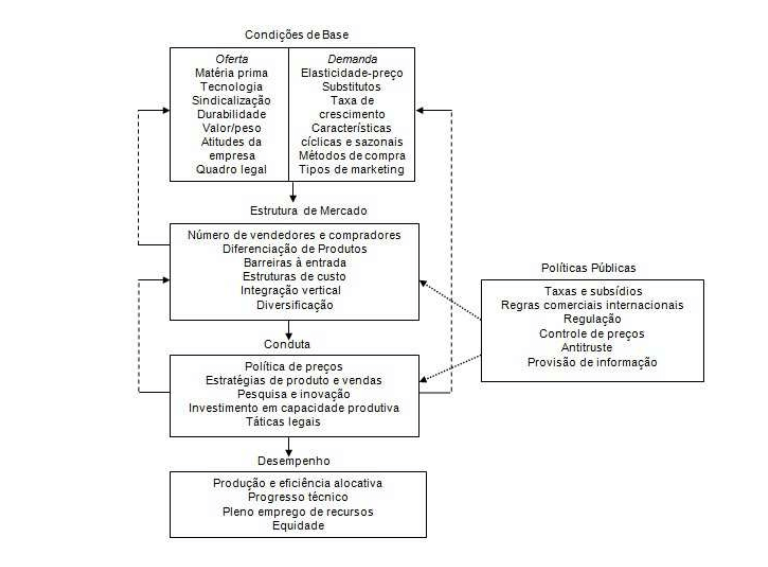 Condições de Base
Oferta
Matéria prima
Tecnologia
Sindicalização
Durabilidade
Valor/peso
Atitudes da
empresa
Quadro legal
Demanda
Elasticidade-preço
Substitutos
Taxa de
crescimento
Características
cíclicas e sazonais
Métodos de compra
Tipos de marketing
Estrutura de Mercado
Número de vendedores e compradores
Diferenciação de Produtos
Barreiras à entrada
Estruturas de custo
Integração vertical
Diversificação
Políticas Públicas
Taxas e subsídios
Regras comerciais internacionais
Regulação
Controle de preços
Antitruste
Provisão de informação
Conduta
Política de preços
Estratégias de produto e vendas
Pesquisa e inovação
Investimento em capacidade produtiva
Táticas legais
Desempenho
Produção e eficiência alocativa
Progresso técnico
Pleno emprego de recursos
Equidade